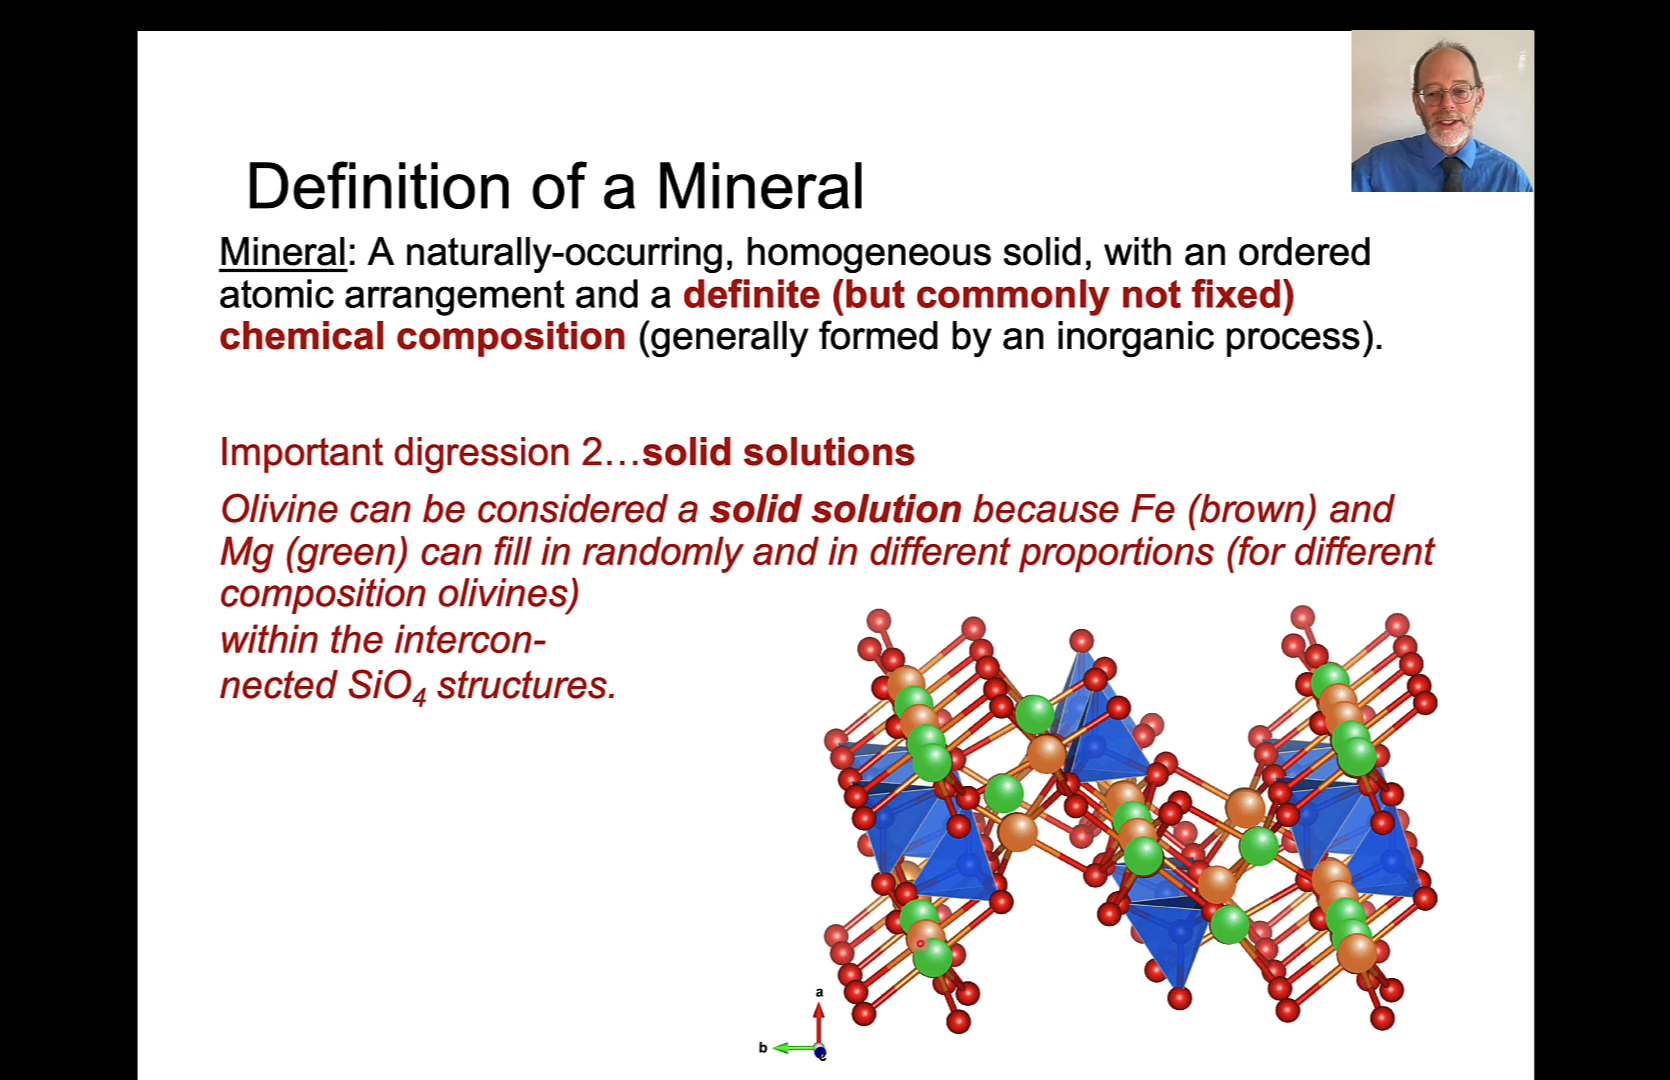 Definition of a Mineral
Mineral: A naturally-occurring, homogeneous solid, with an ordered
atomic arrangement and a definite (but commonly not fixed)
chemical composition (generally formed by an inorganic process).
Important digression 2…solid solutions
Olivine can be considered a solid solution because Fe (brown) and
Mg (green) can fill in randomly and in different proportions (for different
composition olivines)
within the intercon-
nected SiO₄ structures.
a
b
c